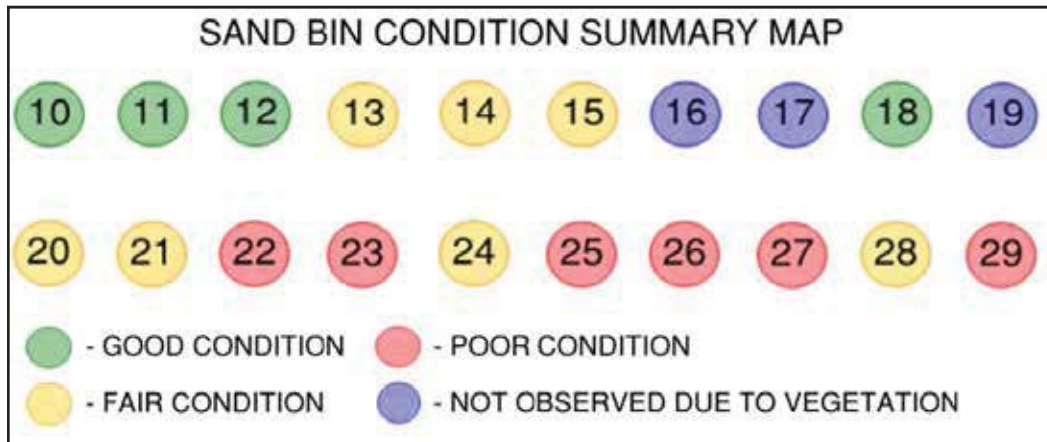 SAND BIN CONDITION SUMMARY MAP
10 11 12 13 14 15 16 17 18 19
20 21 22 23 24 25 26 27 28 29
- GOOD CONDITION - POOR CONDITION
- FAIR CONDITION - NOT OBSERVED DUE TO VEGETATION